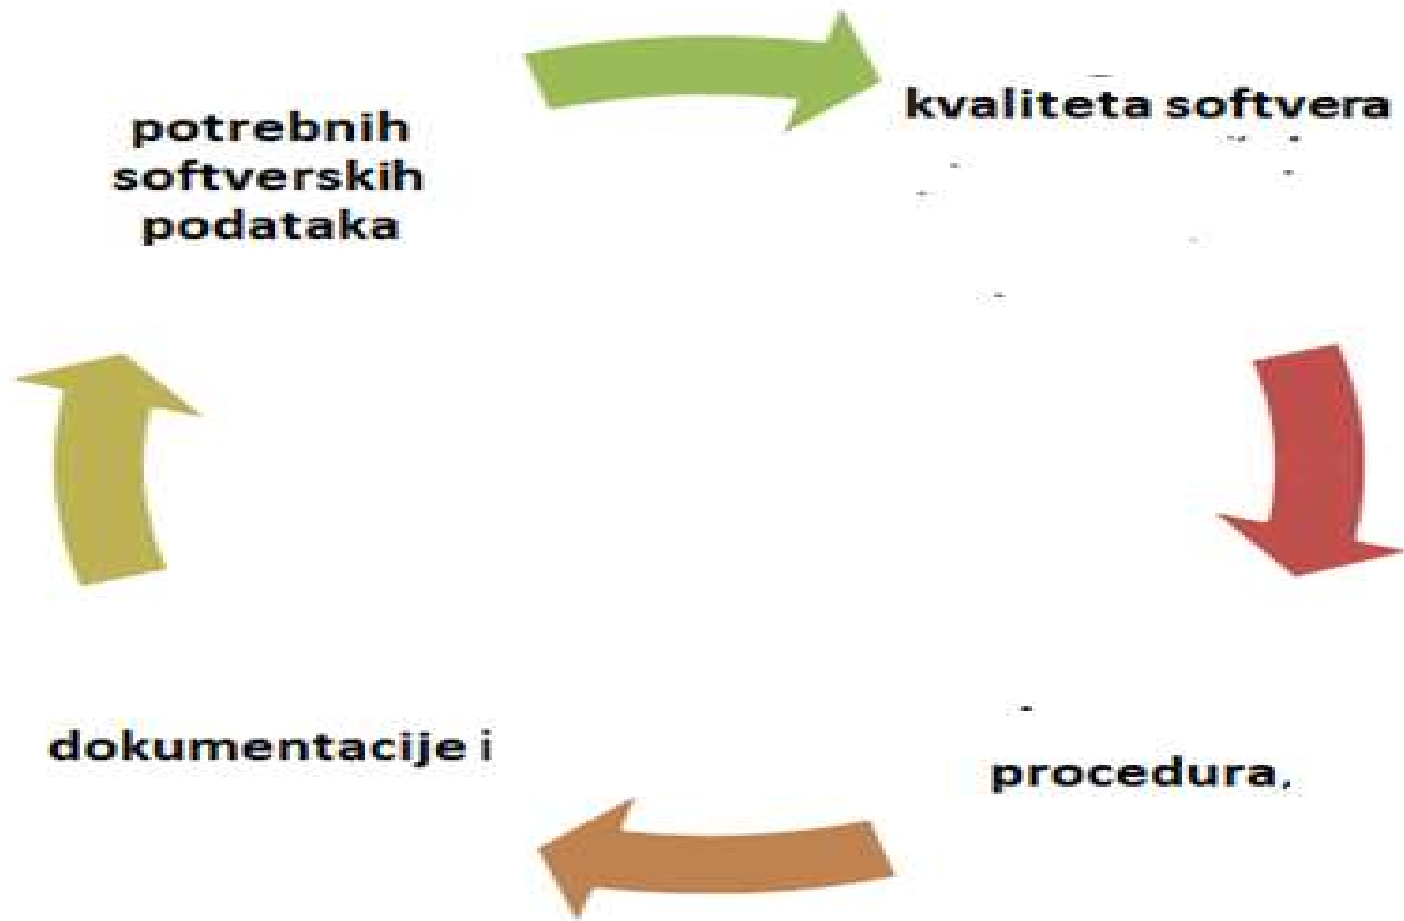 potrebnih
softverskih
podataka
kvaliteta softvera
procedura,
dokumentacije i